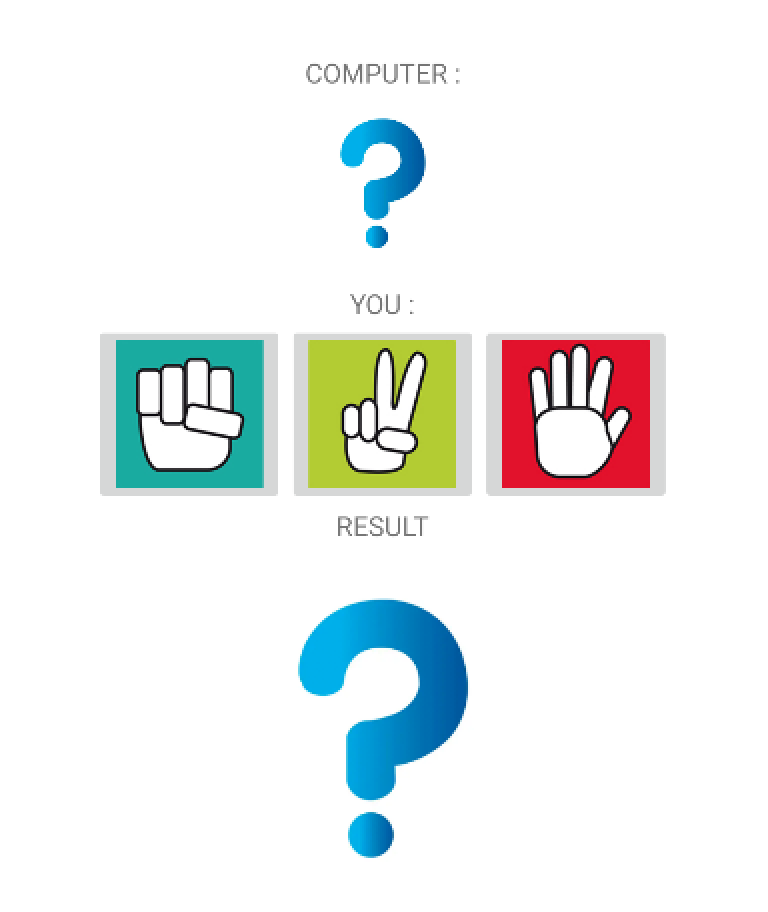 COMPUTER :
?
YOU :
RESULT
?